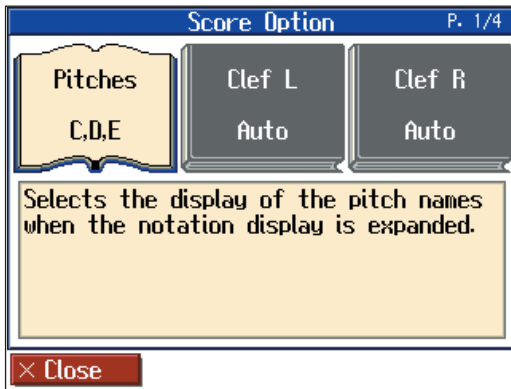 Score Option P. 1/4
Pitches Clef L Clef R
C,D,E Auto Auto
Selects the display of the pitch names
when the notation display is expanded.
× Close